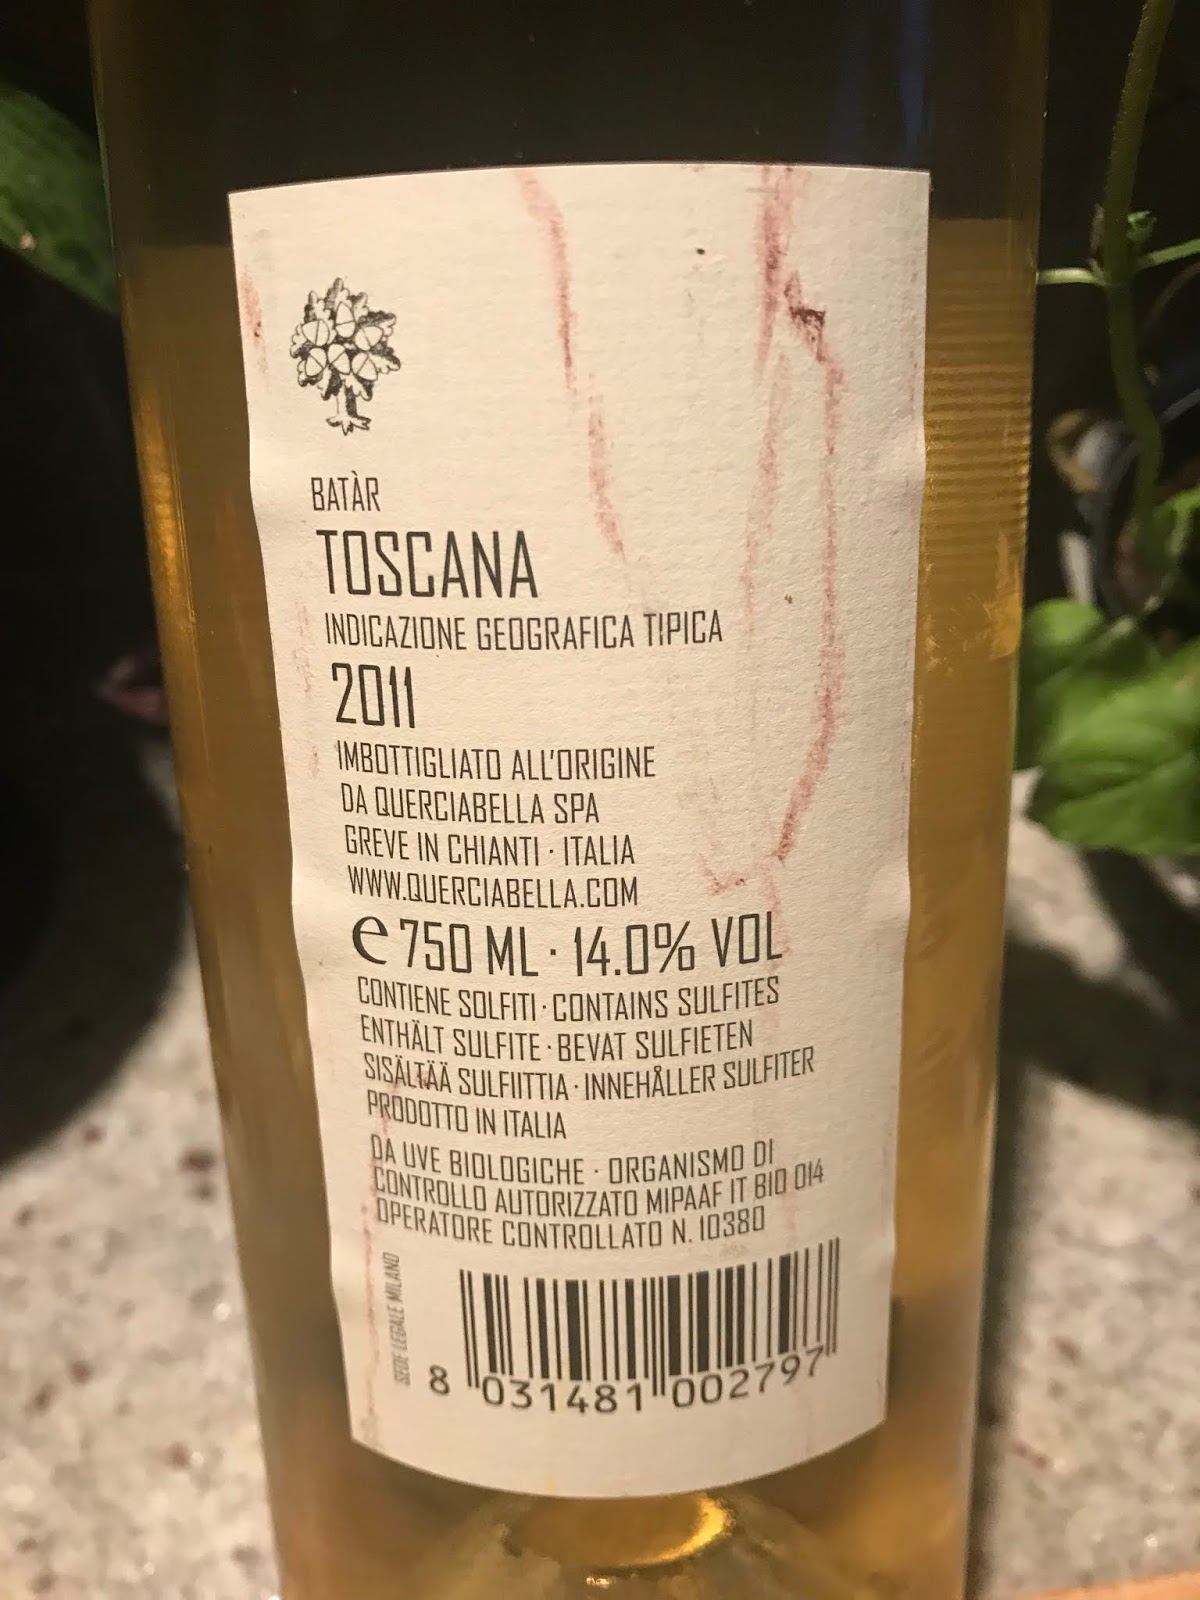 BATÀR
TOSCANA
INDICAZIONE GEOGRAFICA TIPICA
2011
IMBOTTIGLIATO ALL'ORIGINE
DA QUERCIABELLA SPA
GREVE IN CHIANTI · ITALIA
WWW.QUERCIABELLA.COM
e 750 ML · 14.0% VOL
CONTIENE SOLFITI · CONTAINS SULFITES
ENTHÄLT SULFITE · BEVAT SULFIETEN
SISÄLTÄÄ SULFIITTIA · INNEHÅLLER SULFITER
PRODOTTO IN ITALIA
DA UVE BIOLOGICHE · ORGANISMO DI
CONTROLLO AUTORIZZATO MIPAAF IT BIO 014
OPERATORE CONTROLLATO N. 10380
SEDE LEGALE MILANO
8 031481 002797